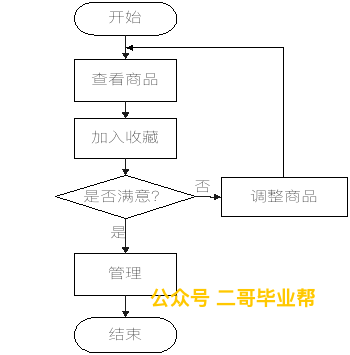 开始
查看商品
加入收藏
是否满意?
否
调整商品
是
管理
公众号 二哥毕业帮
结束